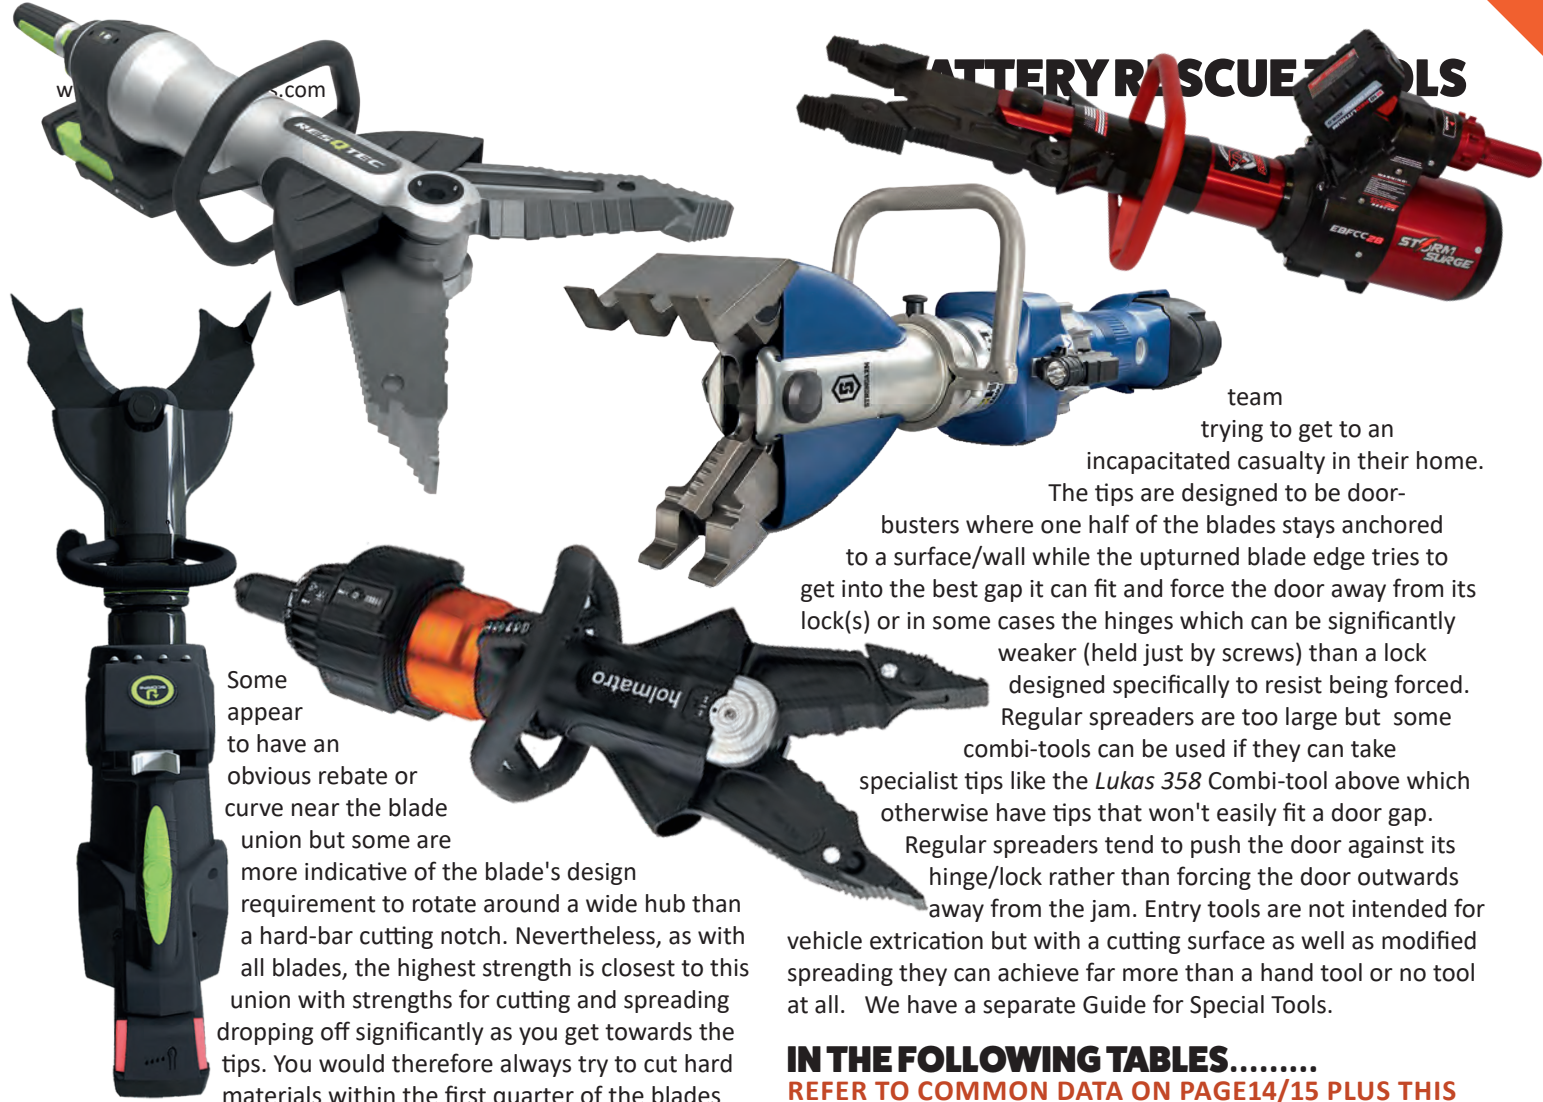 BATTERY RESCUE TOOLS
.com
RESQTEC
EBFCC28
STORM
SURGE
holmatro
Some
appear
to have an
obvious rebate or
curve near the blade
union but some are
more indicative of the blade's design
requirement to rotate around a wide hub than
a hard-bar cutting notch. Nevertheless, as with
all blades, the highest strength is closest to this
union with strengths for cutting and spreading
dropping off significantly as you get towards the
tips. You would therefore always try to cut hard
materials within the first quarter of the blades
team
trying to get to an
incapacitated casualty in their home.
The tips are designed to be door-
busters where one half of the blades stays anchored
to a surface/wall while the upturned blade edge tries to
get into the best gap it can fit and force the door away from its
lock(s) or in some cases the hinges which can be significantly
weaker (held just by screws) than a lock
designed specifically to resist being forced.
Regular spreaders are too large but some
combi-tools can be used if they can take
specialist tips like the Lukas 358 Combi-tool above which
otherwise have tips that won't easily fit a door gap.
Regular spreaders tend to push the door against its
hinge/lock rather than forcing the door outwards
away from the jam. Entry tools are not intended for
vehicle extrication but with a cutting surface as well as modified
spreading they can achieve far more than a hand tool or no tool
at all. We have a separate Guide for Special Tools.
IN THE FOLLOWING TABLES.........
REFER TO COMMON DATA ON PAGE14/15 PLUS THIS